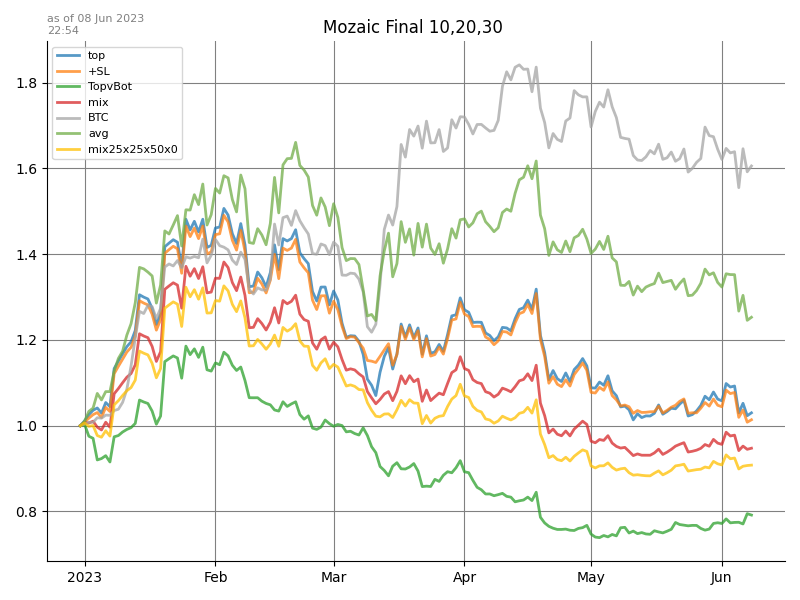 as of 08 Jun 2023
22:54
Mozaic Final 10,20,30
top
+SL
TopvBot
mix
BTC
avg
mix25x25x50x0
1.8
1.6
1.4
1.2
1.0
0.8
2023 Feb Mar Apr May Jun